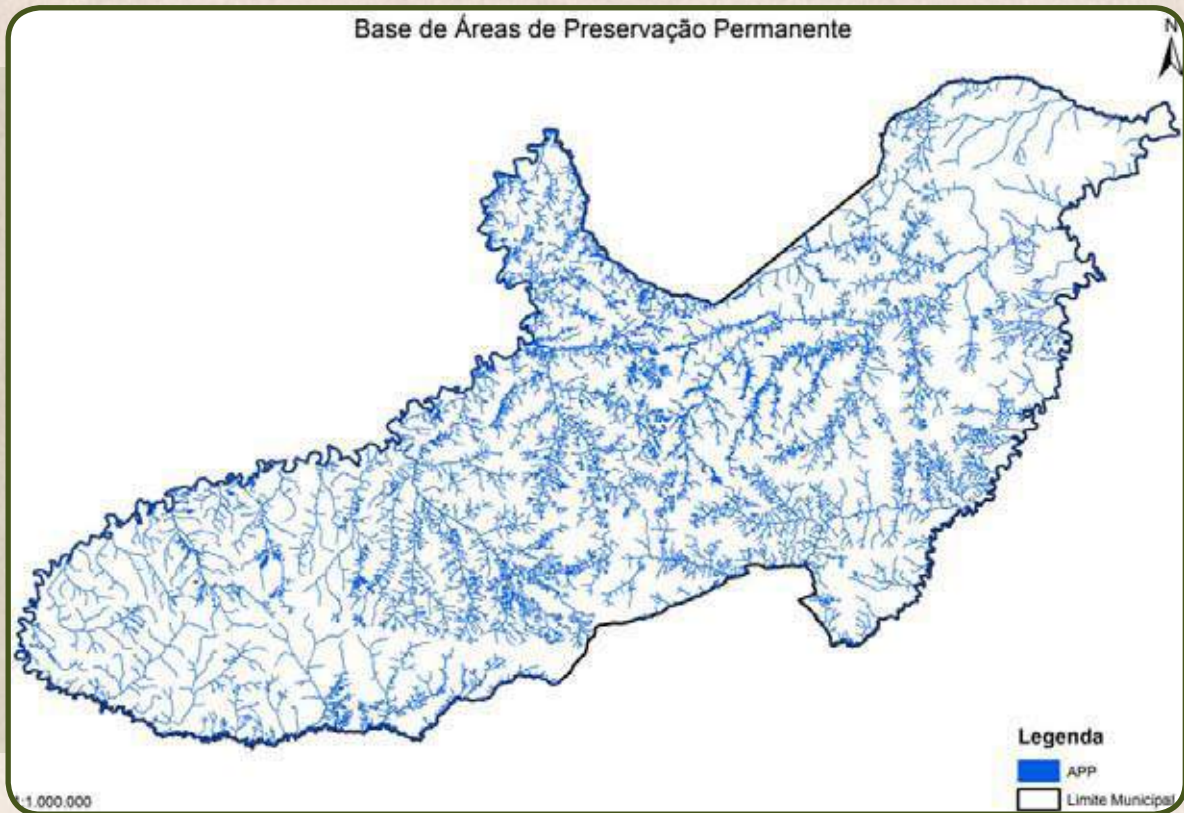 Base de Áreas de Preservação Permanente
N
Legenda
APP
Limite Municipal
1:1.000.000